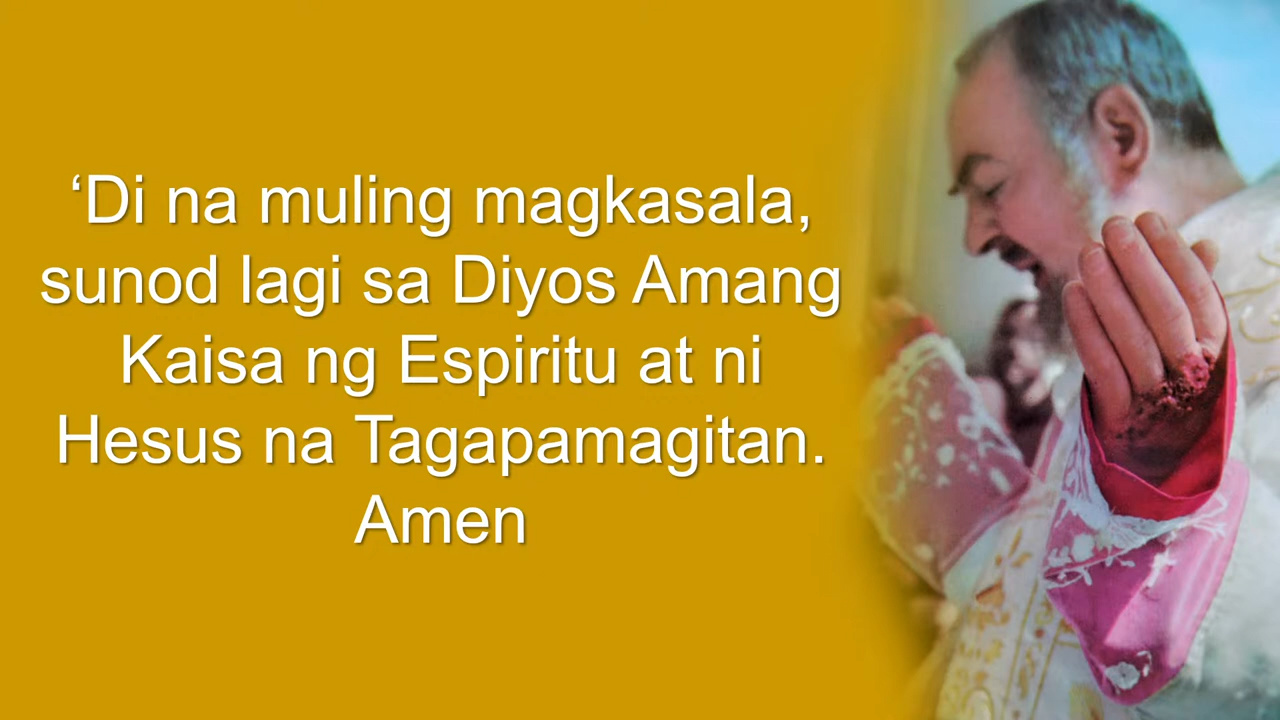 ‘Di na muling magkasala,
sunod lagi sa Diyos Amang
Kaisa ng Espiritu at ni
Hesus na Tagapamagitan.
Amen